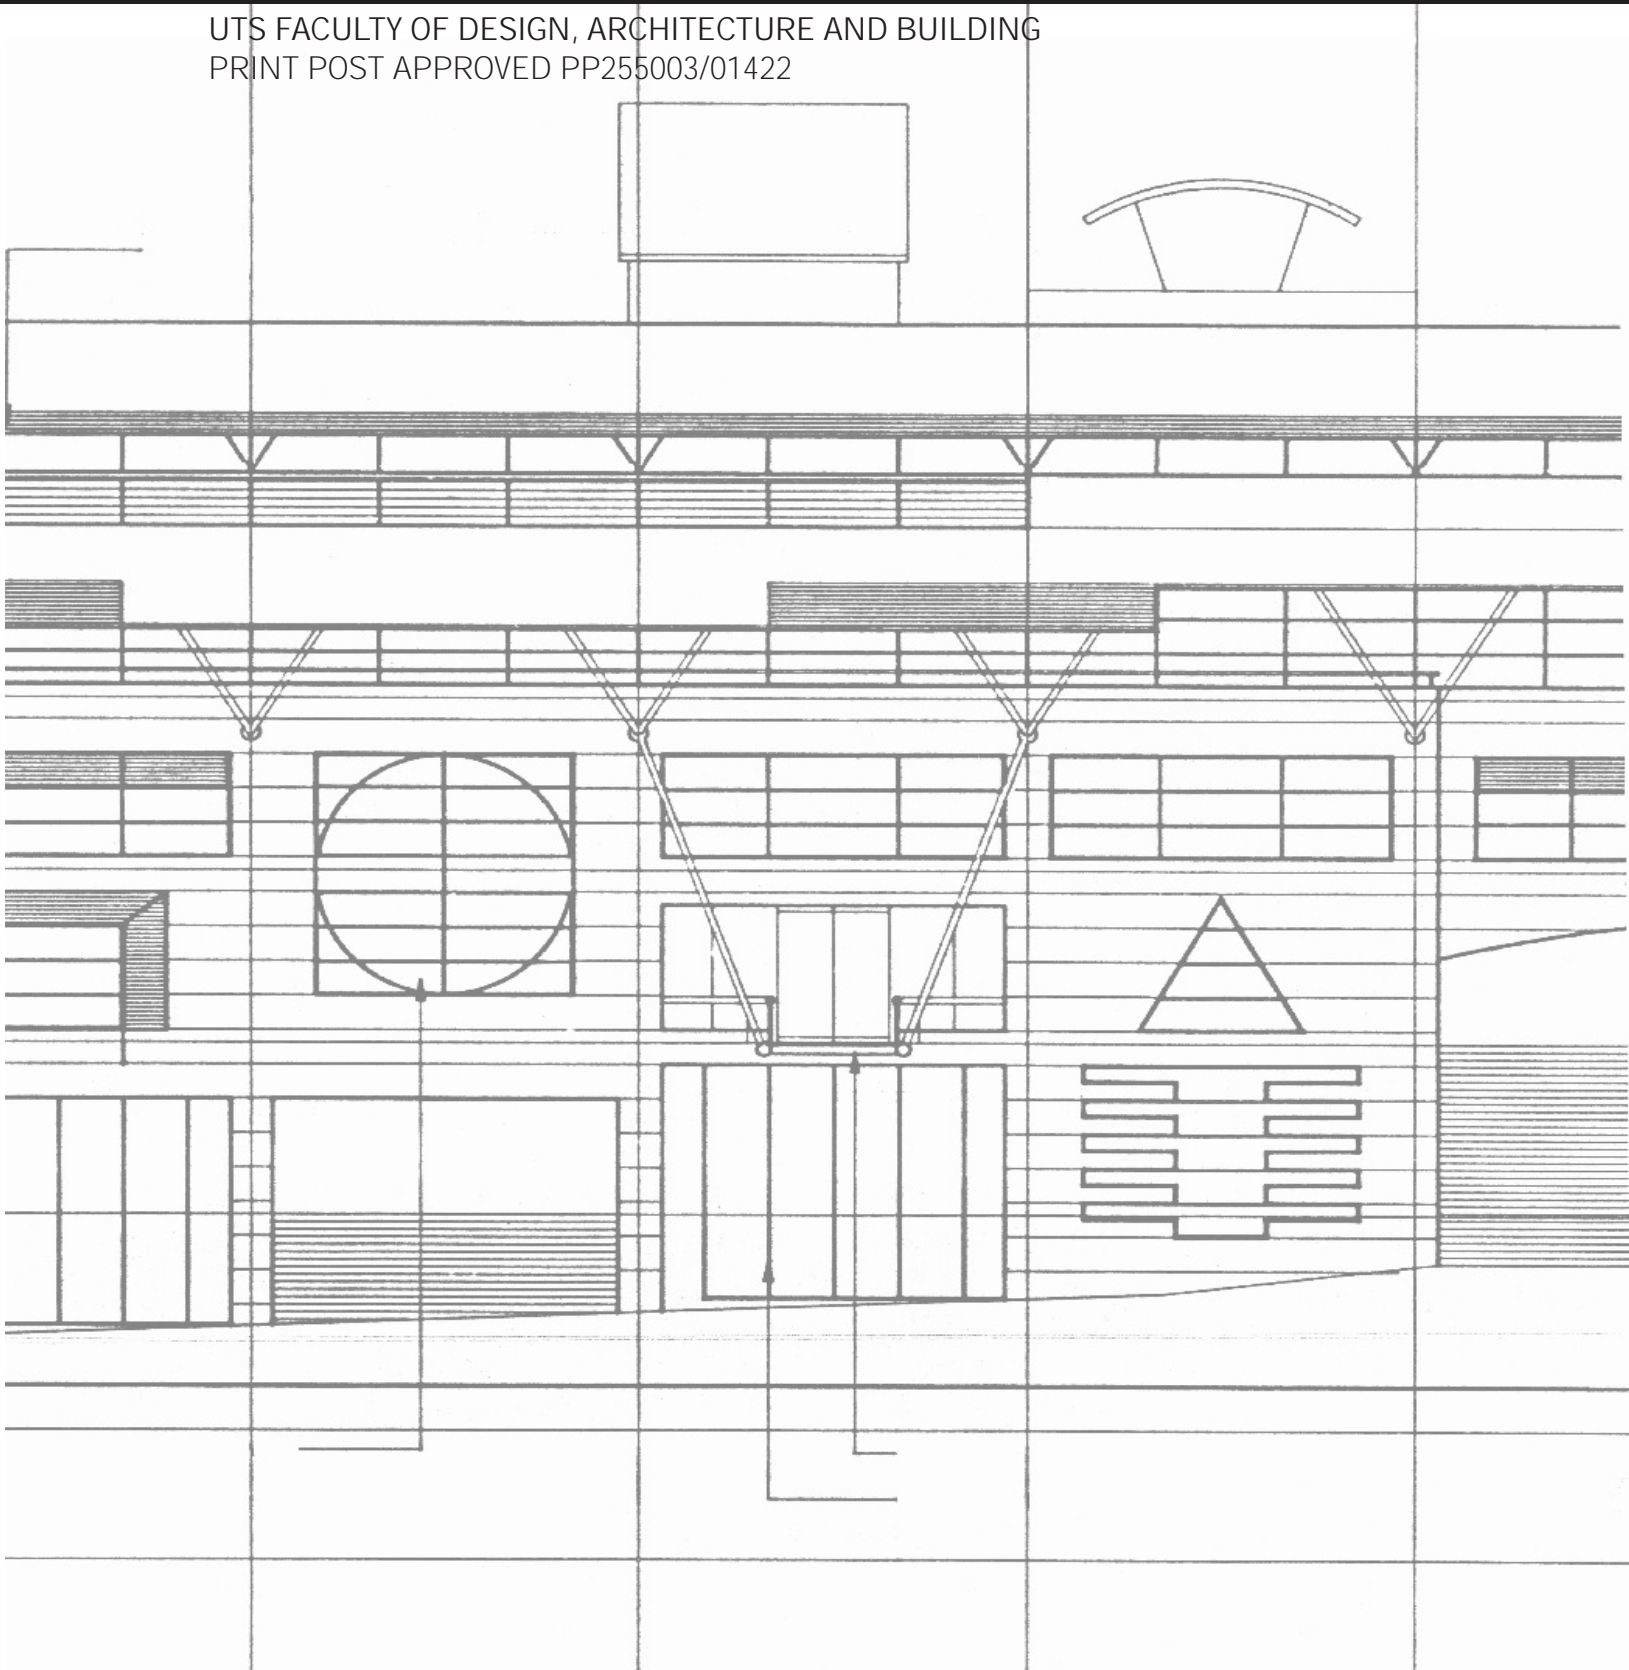 UTS FACULTY OF DESIGN, ARCHITECTURE AND BUILDING
PRINT POST APPROVED PP255003/01422